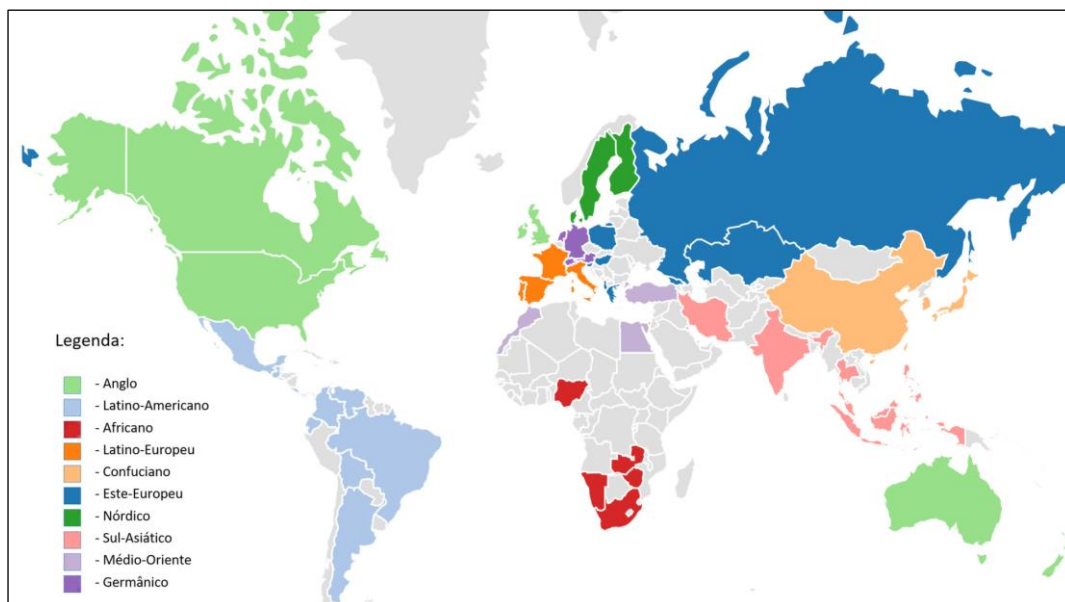 Legenda:
- Anglo
- Latino-Americano
- Africano
- Latino-Europeu
- Confuciano
- Este-Europeu
- Nórdico
- Sul-Asiático
- Médio-Oriente
- Germânico